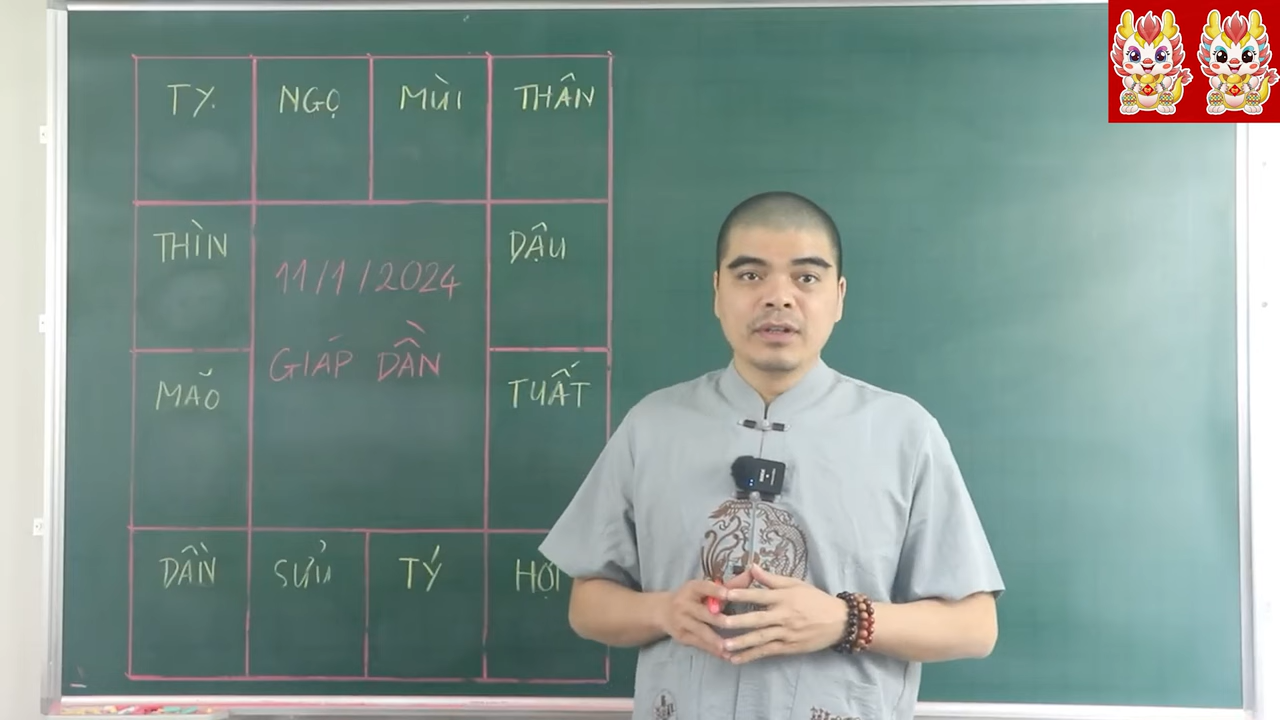 TỴ NGỌ MÙI THÂN
THÌN DẬU
11/1/2024
GIÁP DẦN
MÃO TUẤT
DẦN SỬU TÝ HỢI